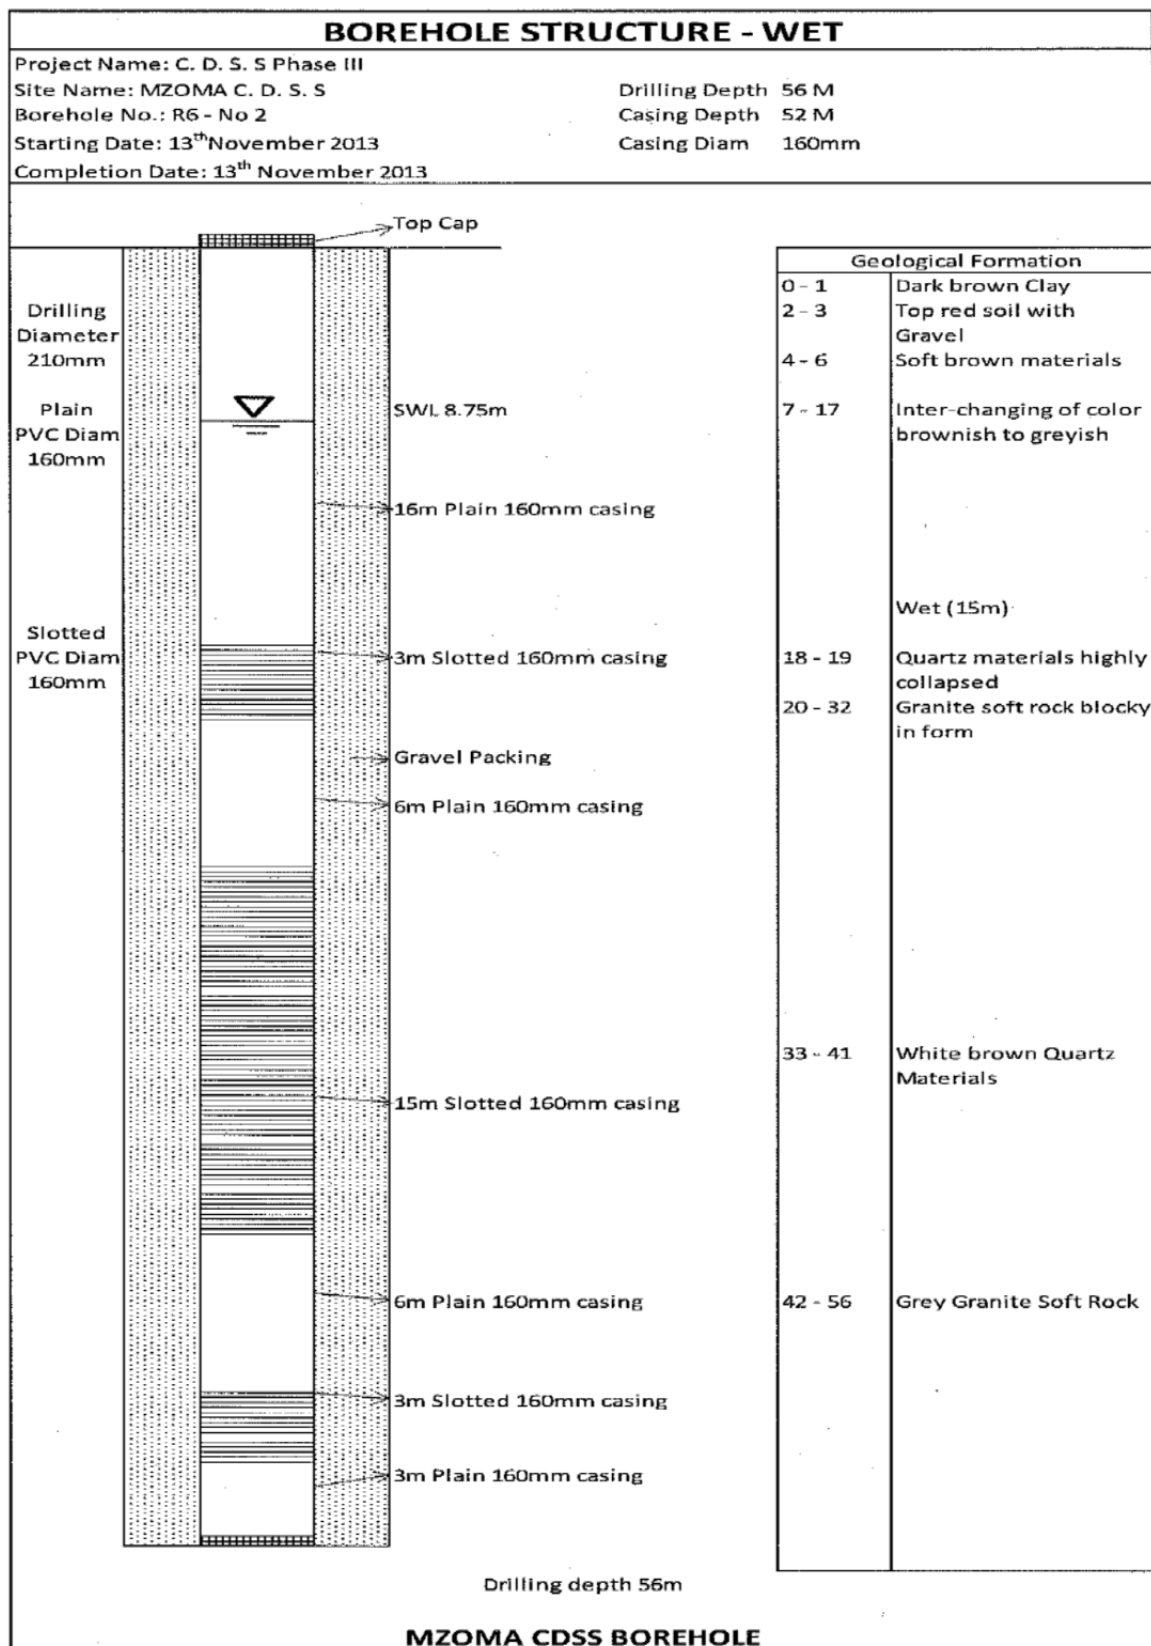 BOREHOLE STRUCTURE - WET
Project Name: C. D. S. S Phase III
Site Name: MZOMA C. D. S. S
Drilling Depth 56 M
Borehole No.: R6 - No 2
Casing Depth 52 M
Starting Date: 13thNovember 2013
Casing Diam 160mm
Completion Date: 13th November 2013
Top Cap
Drilling
Diameter
210mm
Plain
PVC Diam
160mm
Slotted
PVC Diam
160mm
SWL 8.75m
16m Plain 160mm casing
3m Slotted 160mm casing
Gravel Packing
6m Plain 160mm casing
15m Slotted 160mm casing
6m Plain 160mm casing
3m Slotted 160mm casing
3m Plain 160mm casing
Geological Formation
0 - 1 Dark brown Clay
2 - 3 Top red soil with
Gravel
4 - 6 Soft brown materials
7 - 17 Inter-changing of color
brownish to greyish
Wet (15m)
18 - 19 Quartz materials highly
collapsed
20 - 32 Granite soft rock blocky
in form
33 - 41 White brown Quartz
Materials
42 - 56 Grey Granite Soft Rock
Drilling depth 56m
MZOMA CDSS BOREHOLE